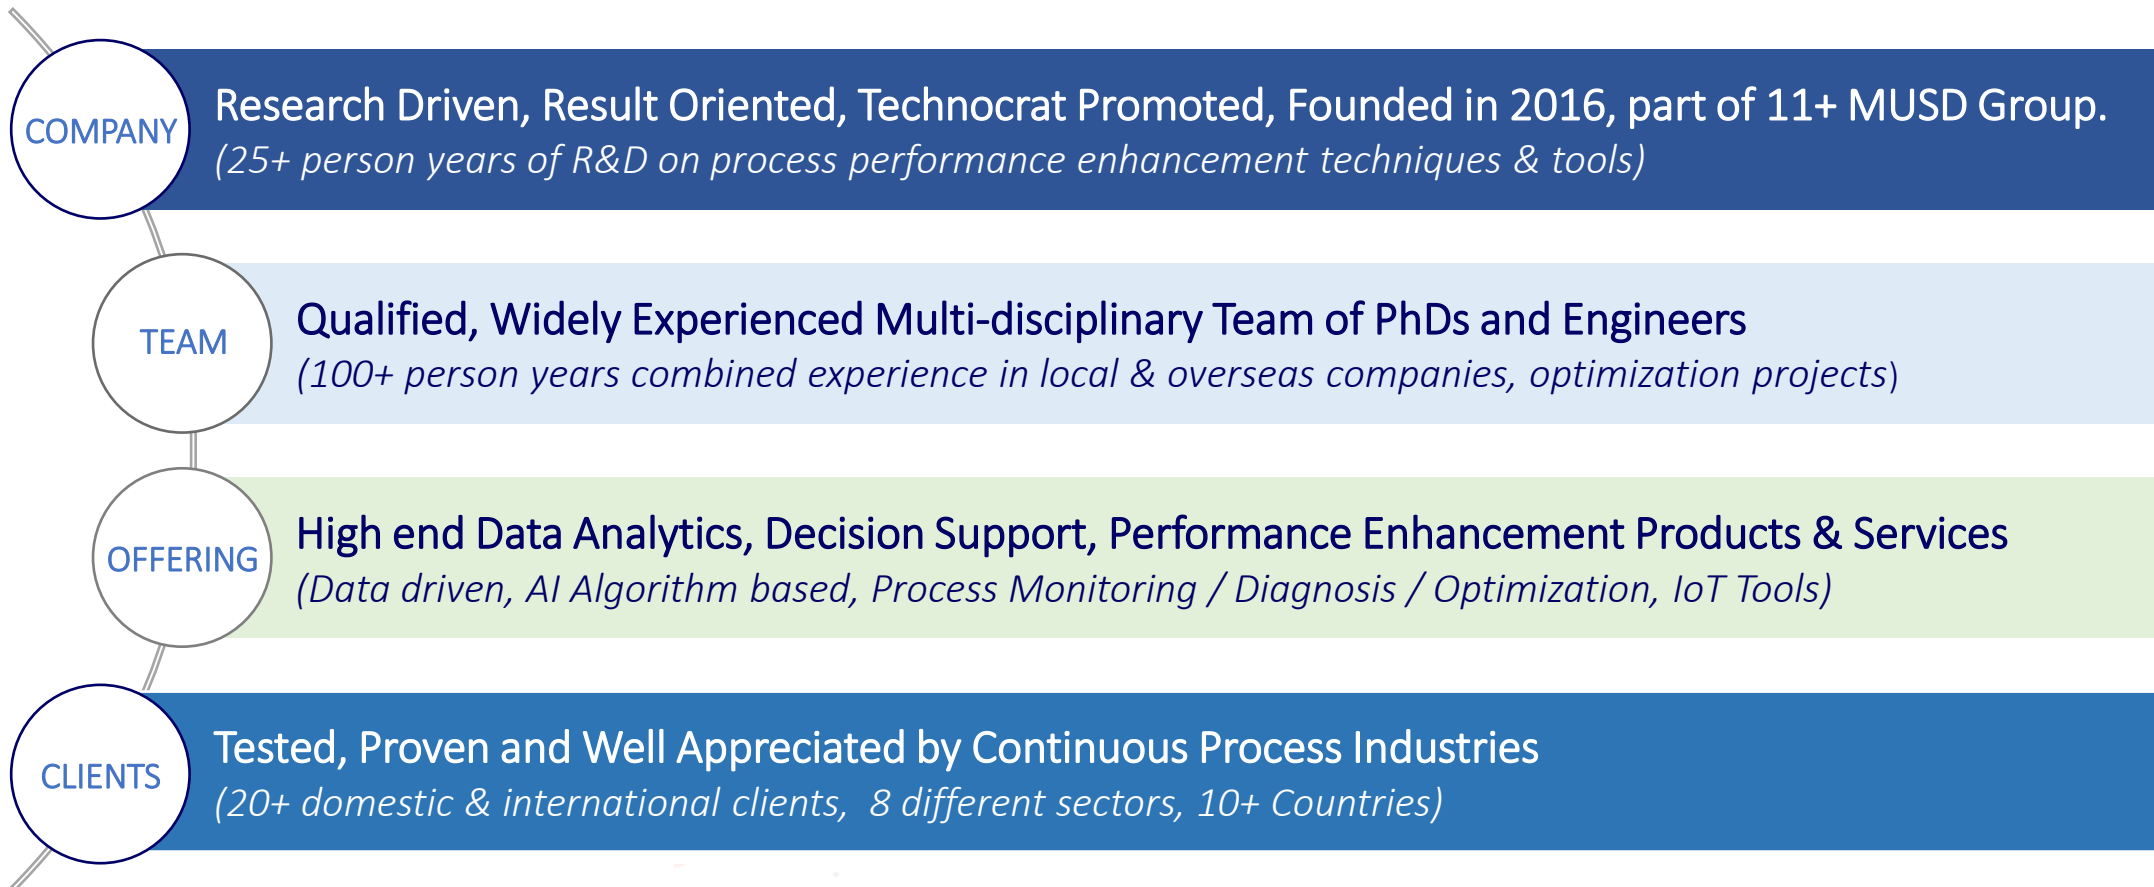 COMPANY
Research Driven, Result Oriented, Technocrat Promoted, Founded in 2016, part of 11+ MUSD Group.
(25+ person years of R&D on process performance enhancement techniques & tools)
TEAM
Qualified, Widely Experienced Multi-disciplinary Team of PhDs and Engineers
(100+ person years combined experience in local & overseas companies, optimization projects)
OFFERING
High end Data Analytics, Decision Support, Performance Enhancement Products & Services
(Data driven, AI Algorithm based, Process Monitoring / Diagnosis / Optimization, IoT Tools)
CLIENTS
Tested, Proven and Well Appreciated by Continuous Process Industries
(20+ domestic & international clients,  8 different sectors, 10+ Countries)